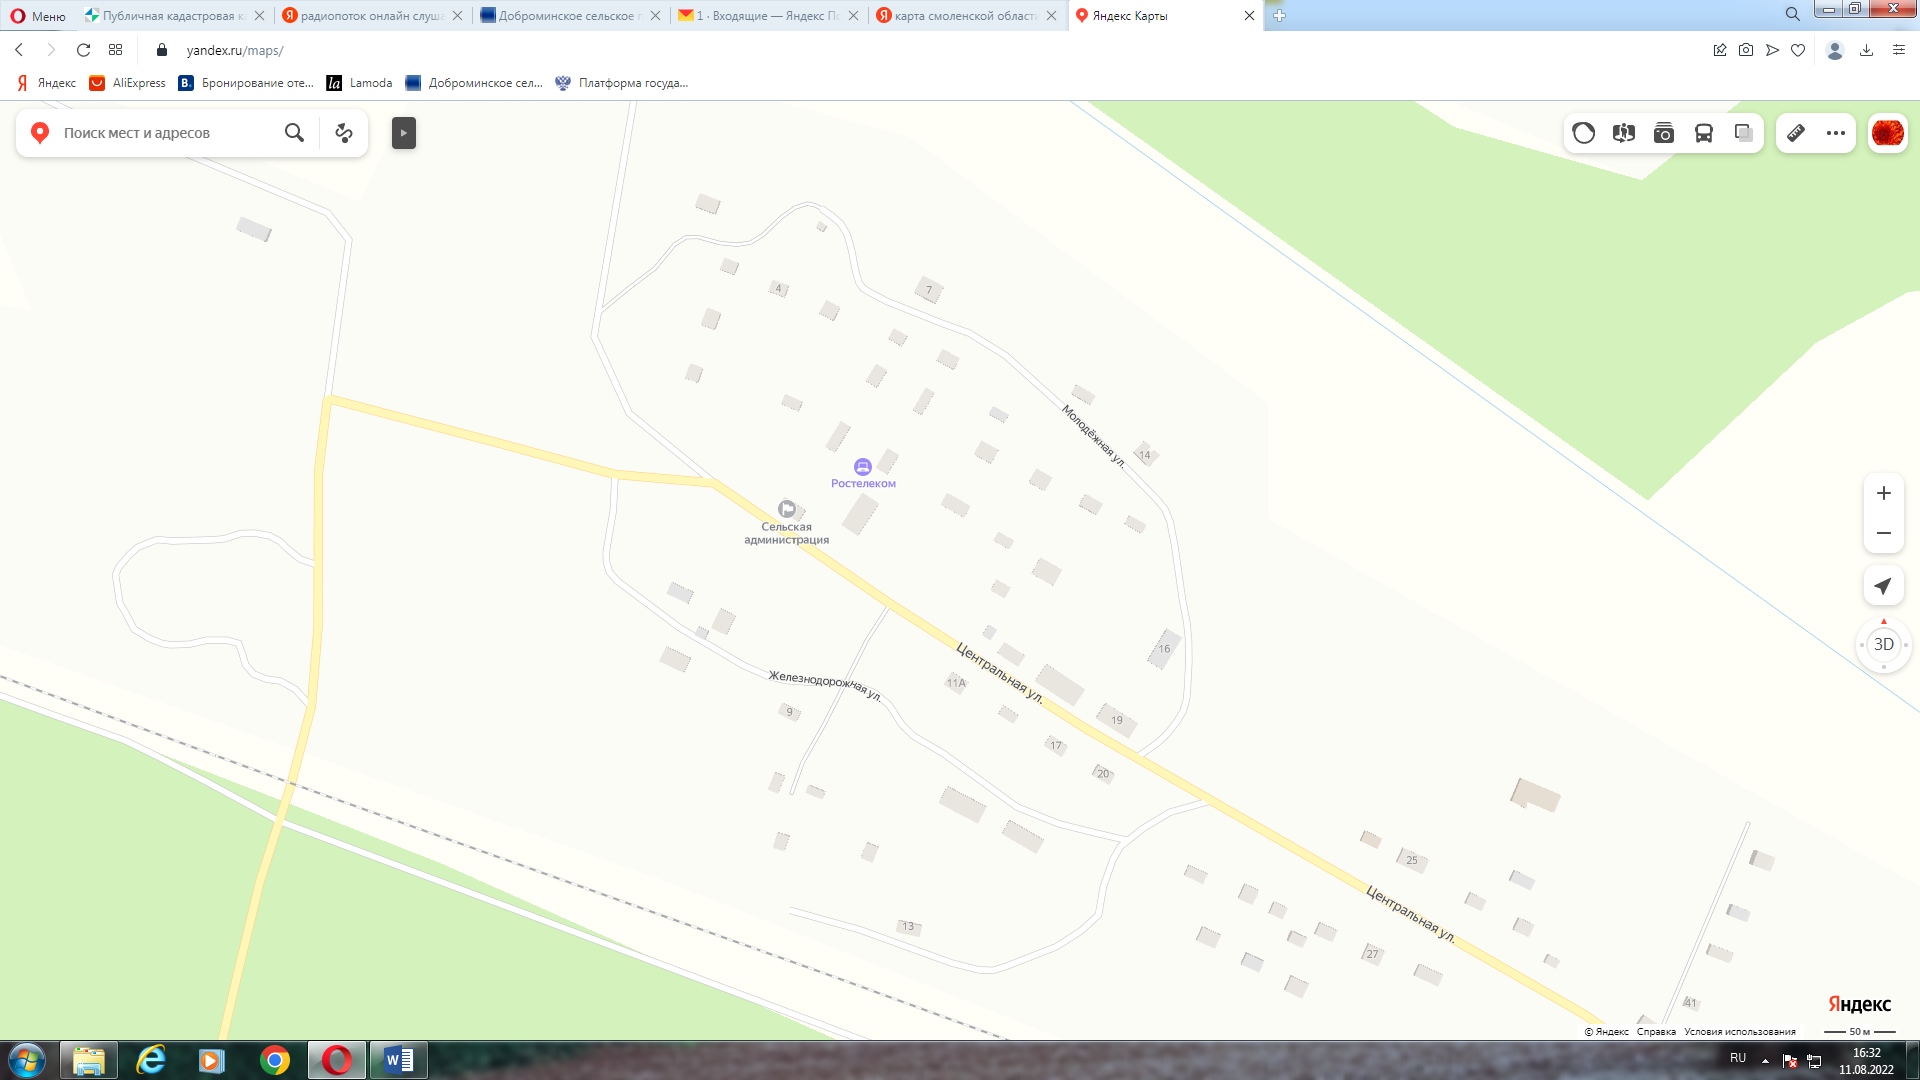 Меню
Публичная кадастровая ка
радиопоток онлайн слуша
Доброминское сельское п
1 · Входящие — Яндекс По
карта смоленской области
Яндекс Карты
yandex.ru/maps/
Яндекс
AliExpress
Бронирование оте...
Lamoda
Доброминское сел...
Платформа госуда...
Поиск мест и адресов
4
7
Молодёжная ул.
14
Ростелеком
Сельская
администрация
3D
16
Центральная ул.
11А
Железнодорожная ул.
9
19
17
20
25
Центральная ул.
13
27
41
Яндекс
© Яндекс Справка Условия использования
50 м
RU
16:32
11.08.2022